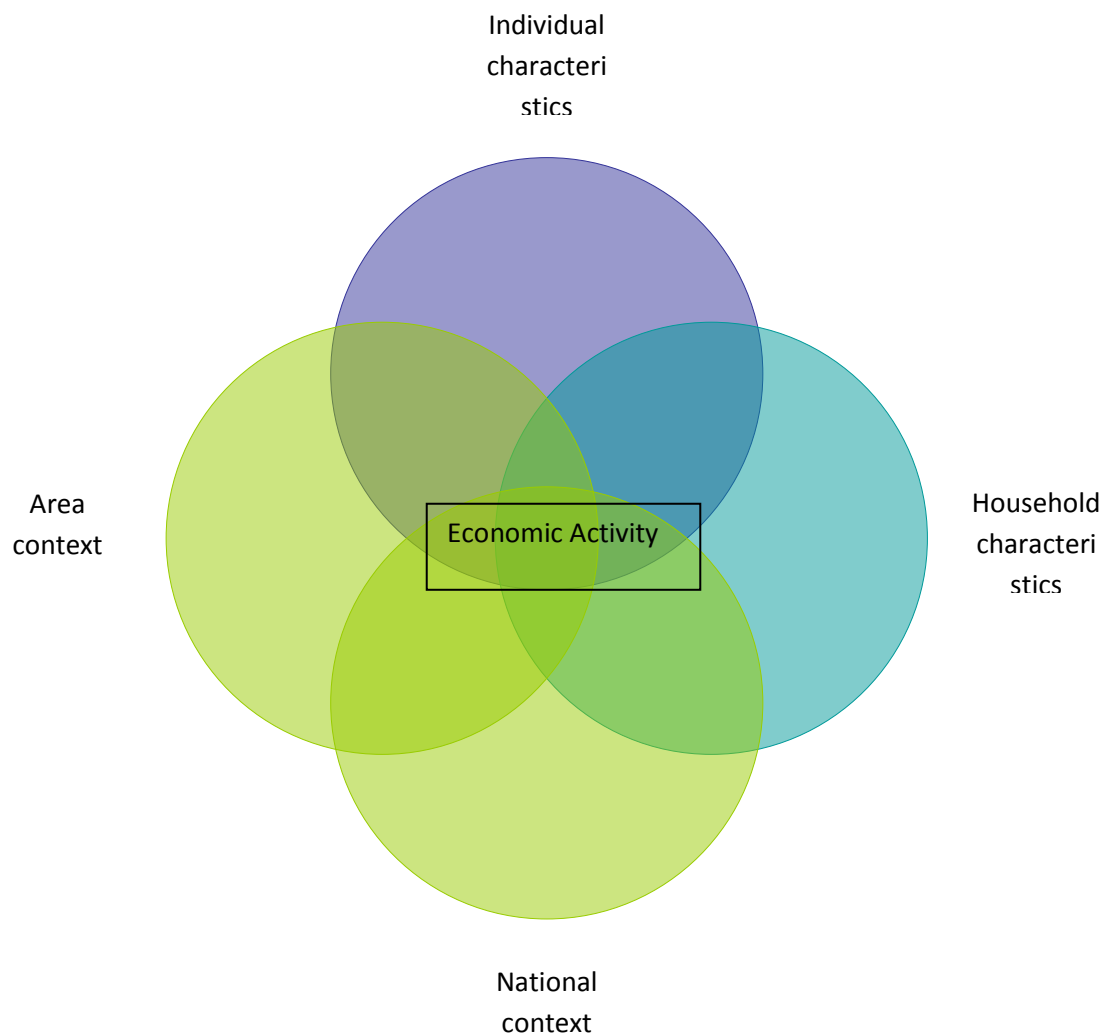 Individual
characteri
stics
Area
context
Economic Activity
Household
characteri
stics
National
context